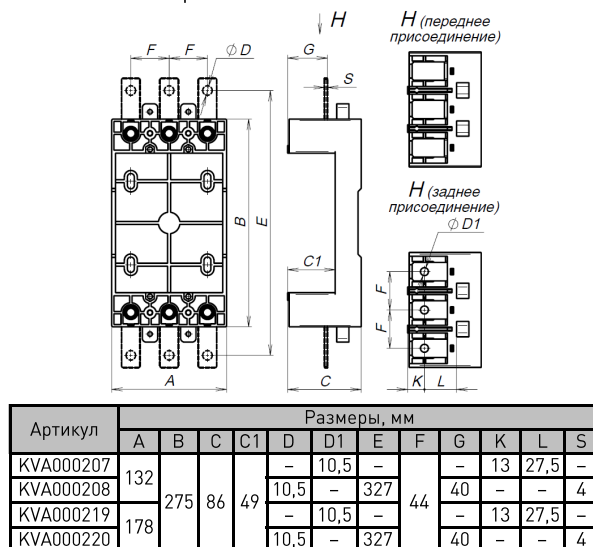 H
H (переднее
присоединение)
F F ϕ D
G
S
B
E
C1
A
C
H (заднее
присоединение)
ϕ D1
F
F
K L
Артикул Размеры, мм
A B C C1 D D1 E F G K L S
KVA000207 132 275 86 49 – 10,5 – 44 – 13 27,5 –
KVA000208 10,5 – 327 40 – – 4
KVA000219 178 – 10,5 – – 13 27,5 –
KVA000220 10,5 – 327 40 – – 4